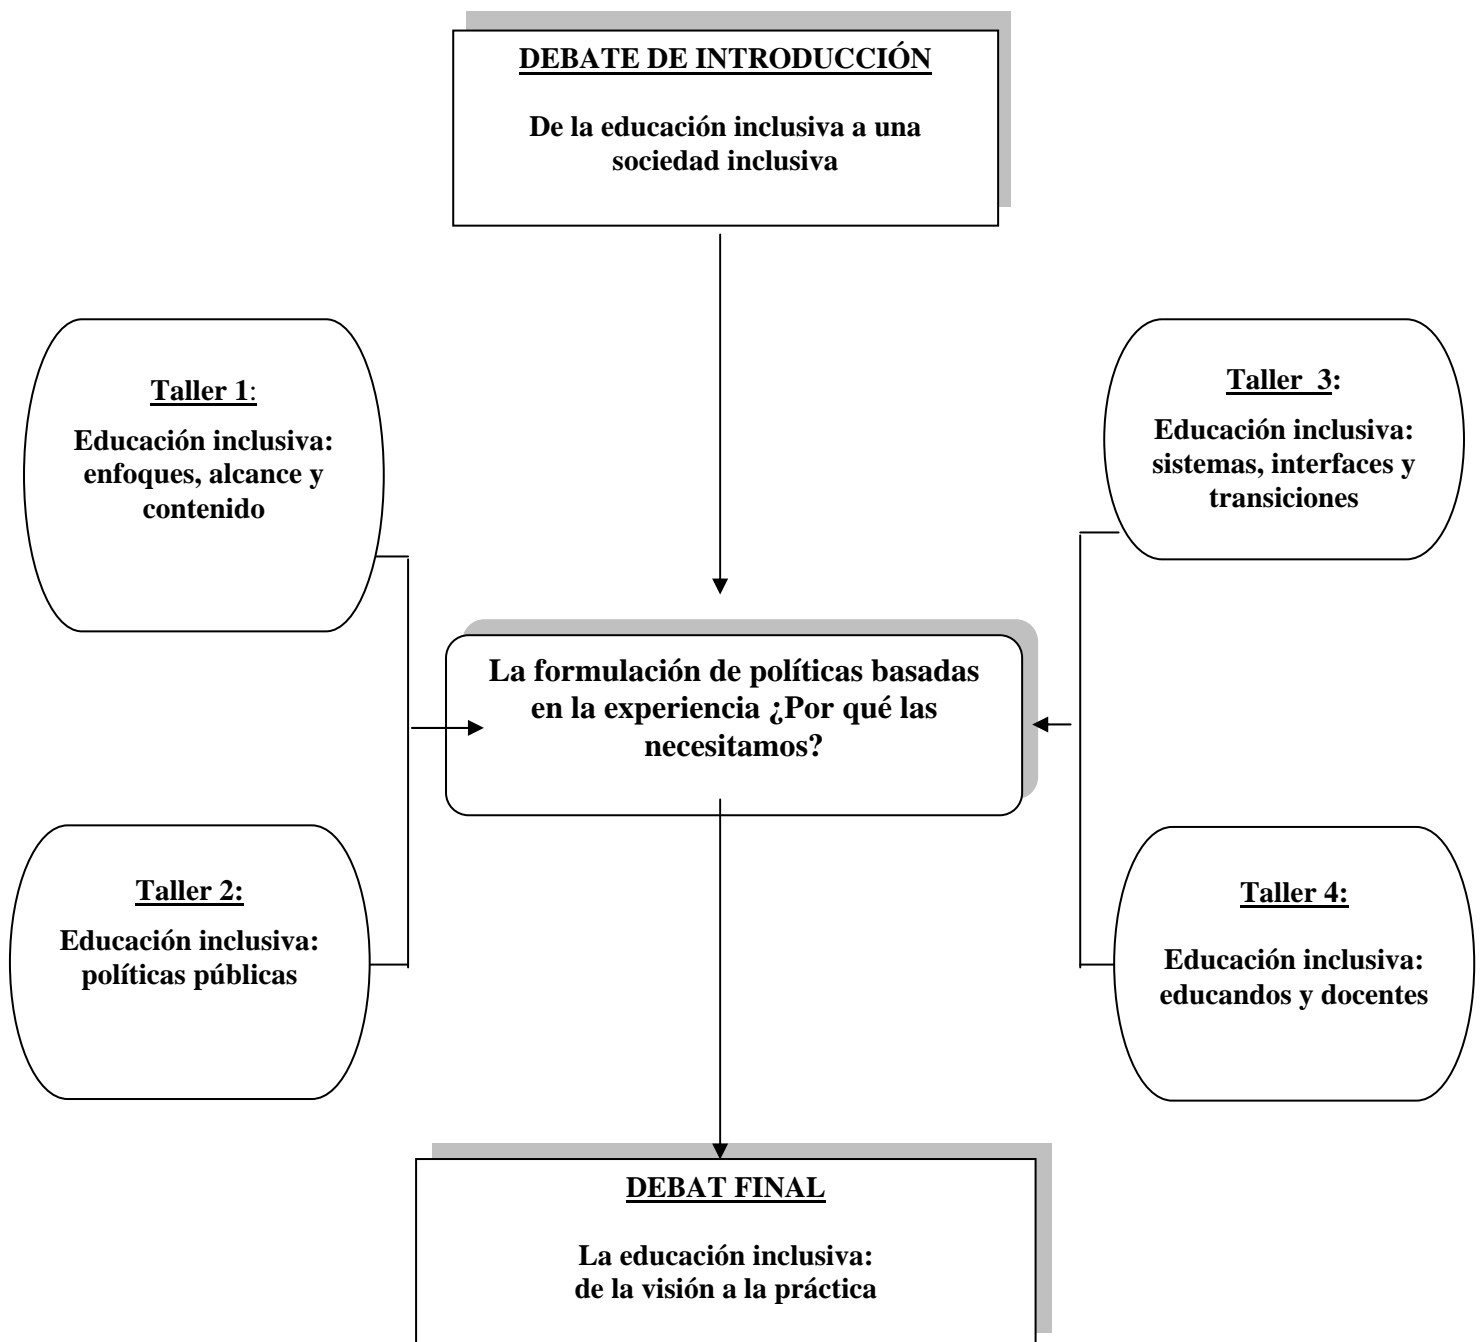 DEBATE DE INTRODUCCIÓN
De la educación inclusiva a una
sociedad inclusiva
Taller 1:
Educación inclusiva:
enfoques, alcance y
contenido
Taller 3:
Educación inclusiva:
sistemas, interfaces y
transiciones
La formulación de políticas basadas
en la experiencia ¿Por qué las
necesitamos?
Taller 2:
Educación inclusiva:
políticas públicas
Taller 4:
Educación inclusiva:
educandos y docentes
DEBAT FINAL
La educación inclusiva:
de la visión a la práctica